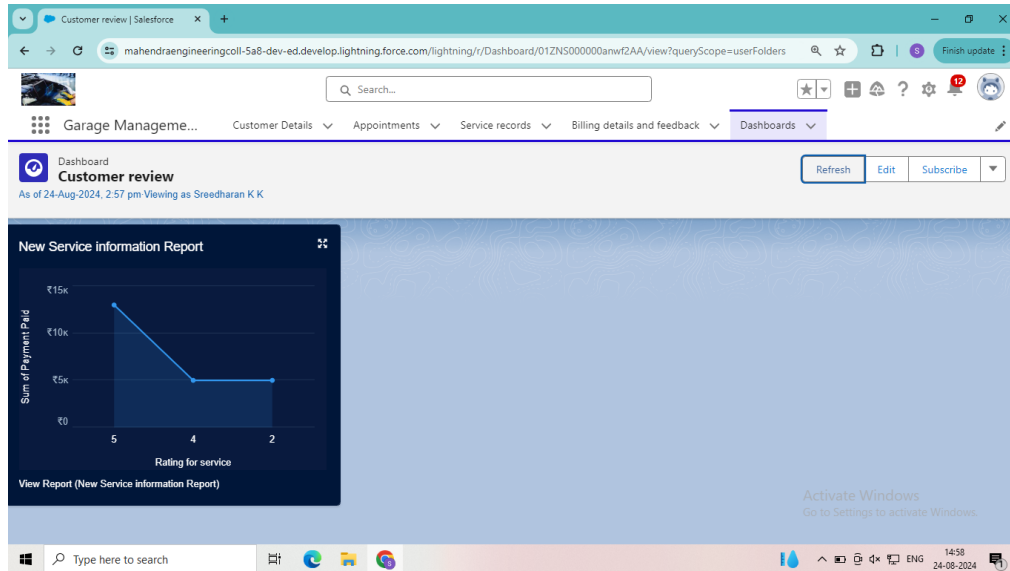 Customer review | Salesforce
mahendraengineeringcoll-5a8-dev-ed.develop.lightning.force.com/lightning/r/Dashboard/01ZNS000000anwf2AA/view?queryScope=userFolders
S
Finish update
Search...
12
Garage Manageme...
Customer Details
Appointments
Service records
Billing details and feedback
Dashboards
Dashboard
Customer review
As of 24-Aug-2024, 2:57 pm·Viewing as Sreedharan K K
Refresh
Edit
Subscribe
New Service information Report
₹15K
₹10K
₹5K
₹0
Sum of Payment Paid
5 4 2
Rating for service
View Report (New Service information Report)
Activate Windows
Go to Settings to activate Windows.
Type here to search
ENG
14:58
24-08-2024
1